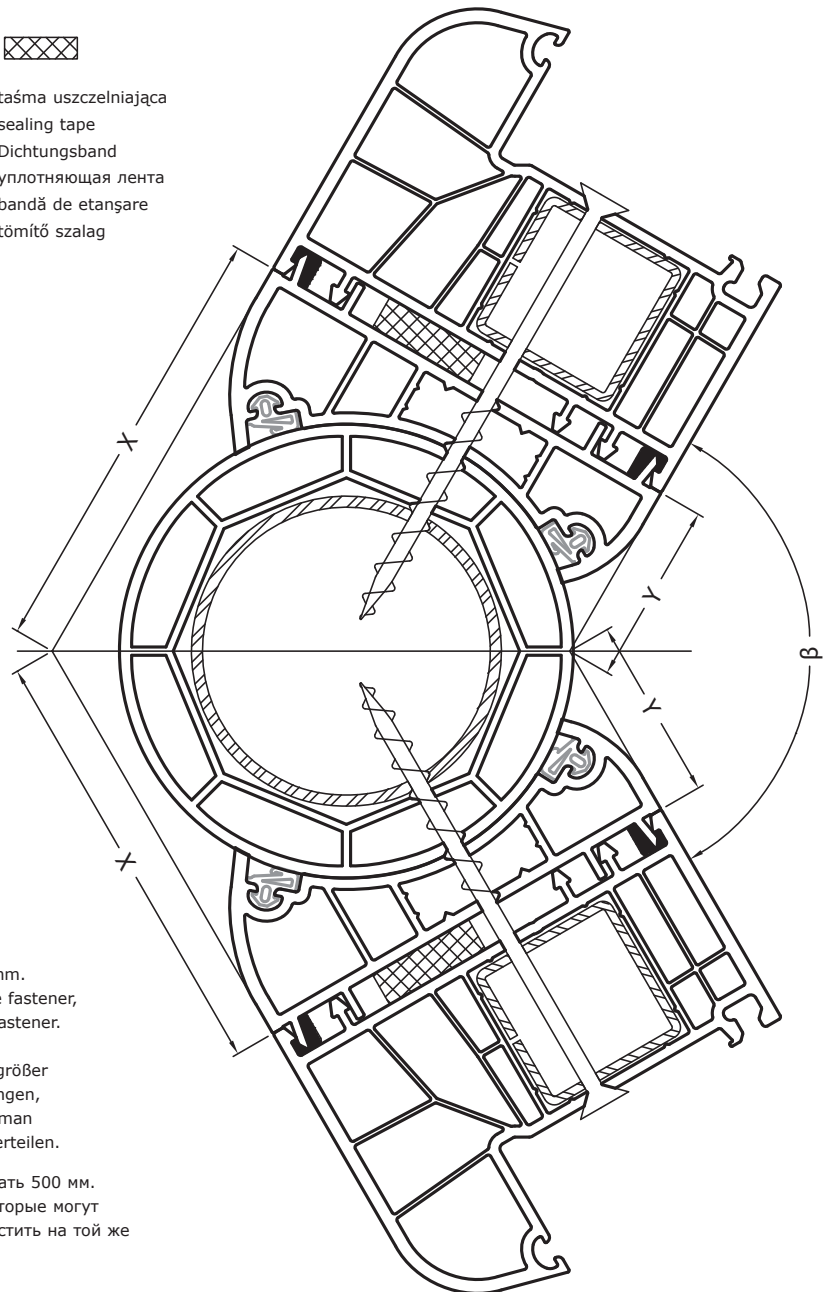 taśma uszczelniająca
sealing tape
Dichtungsband
уплотняющая лента
bandă de etanşare
tömítő szalag
X
X
Y
Y
β
nm.
e fastener,
astener.
größer
ngen,
man
erteilen.
ать 500 мм.
торые могут
стить на той же